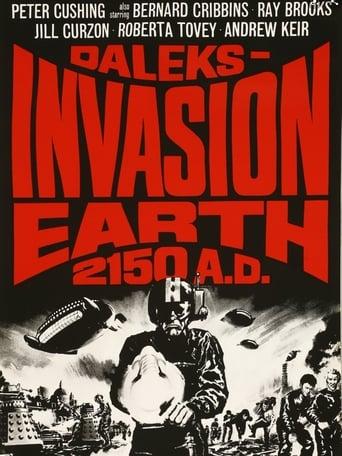 PETER CUSHING also starring BERNARD CRIBBINS · RAY BROOKS
JILL CURZON · ROBERTA TOVEY · ANDREW KEIR
DALEKS-
INVASION
EARTH
2150 A.D.